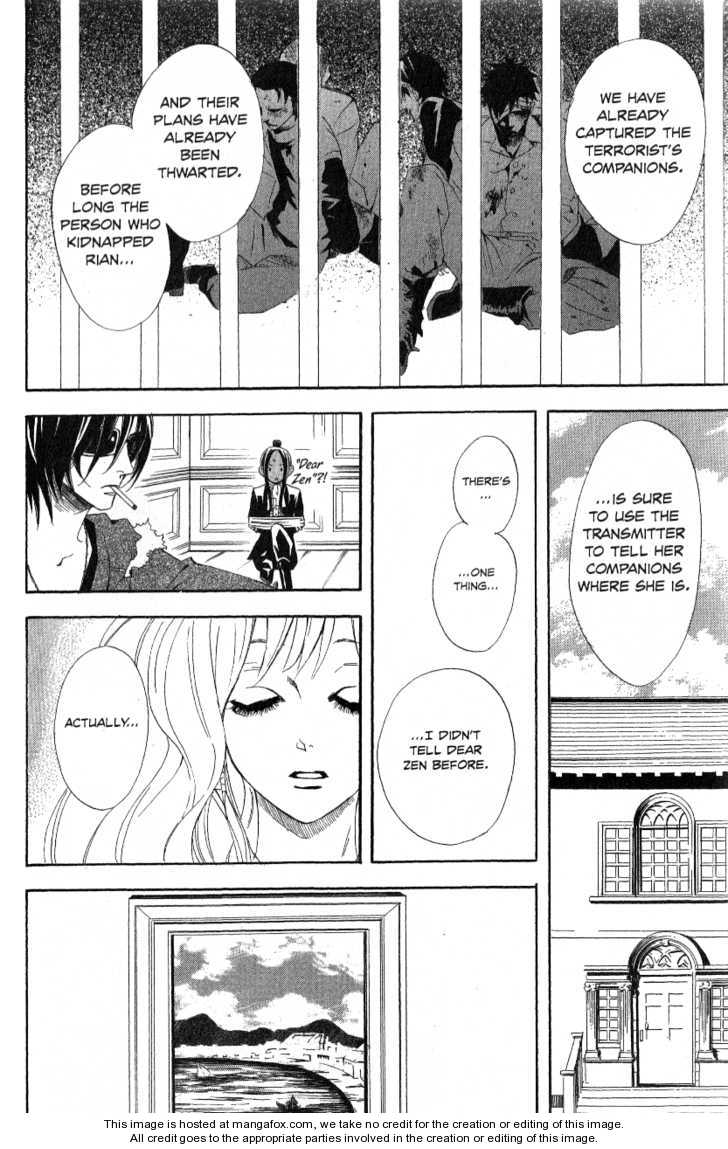 WE HAVE
ALREADY
CAPTURED THE
TERRORIST'S
COMPANIONS.
AND THEIR
PLANS HAVE
ALREADY
BEEN
THWARTED.
BEFORE
LONG THE
PERSON WHO
KIDNAPPED
RIAN...
...IS SURE
TO USE THE
TRANSMITTER
TO TELL HER
COMPANIONS
WHERE SHE IS.
THERE'S
...
...ONE
THING...
...I DIDN'T
TELL DEAR
ZEN BEFORE.
"Dear
Zen"?!
ACTUALLY...
This image is hosted at mangafox.com, we take no credit for the creation or editing of this image.
All credit goes to the appropriate parties involved in the creation or editing of this image.